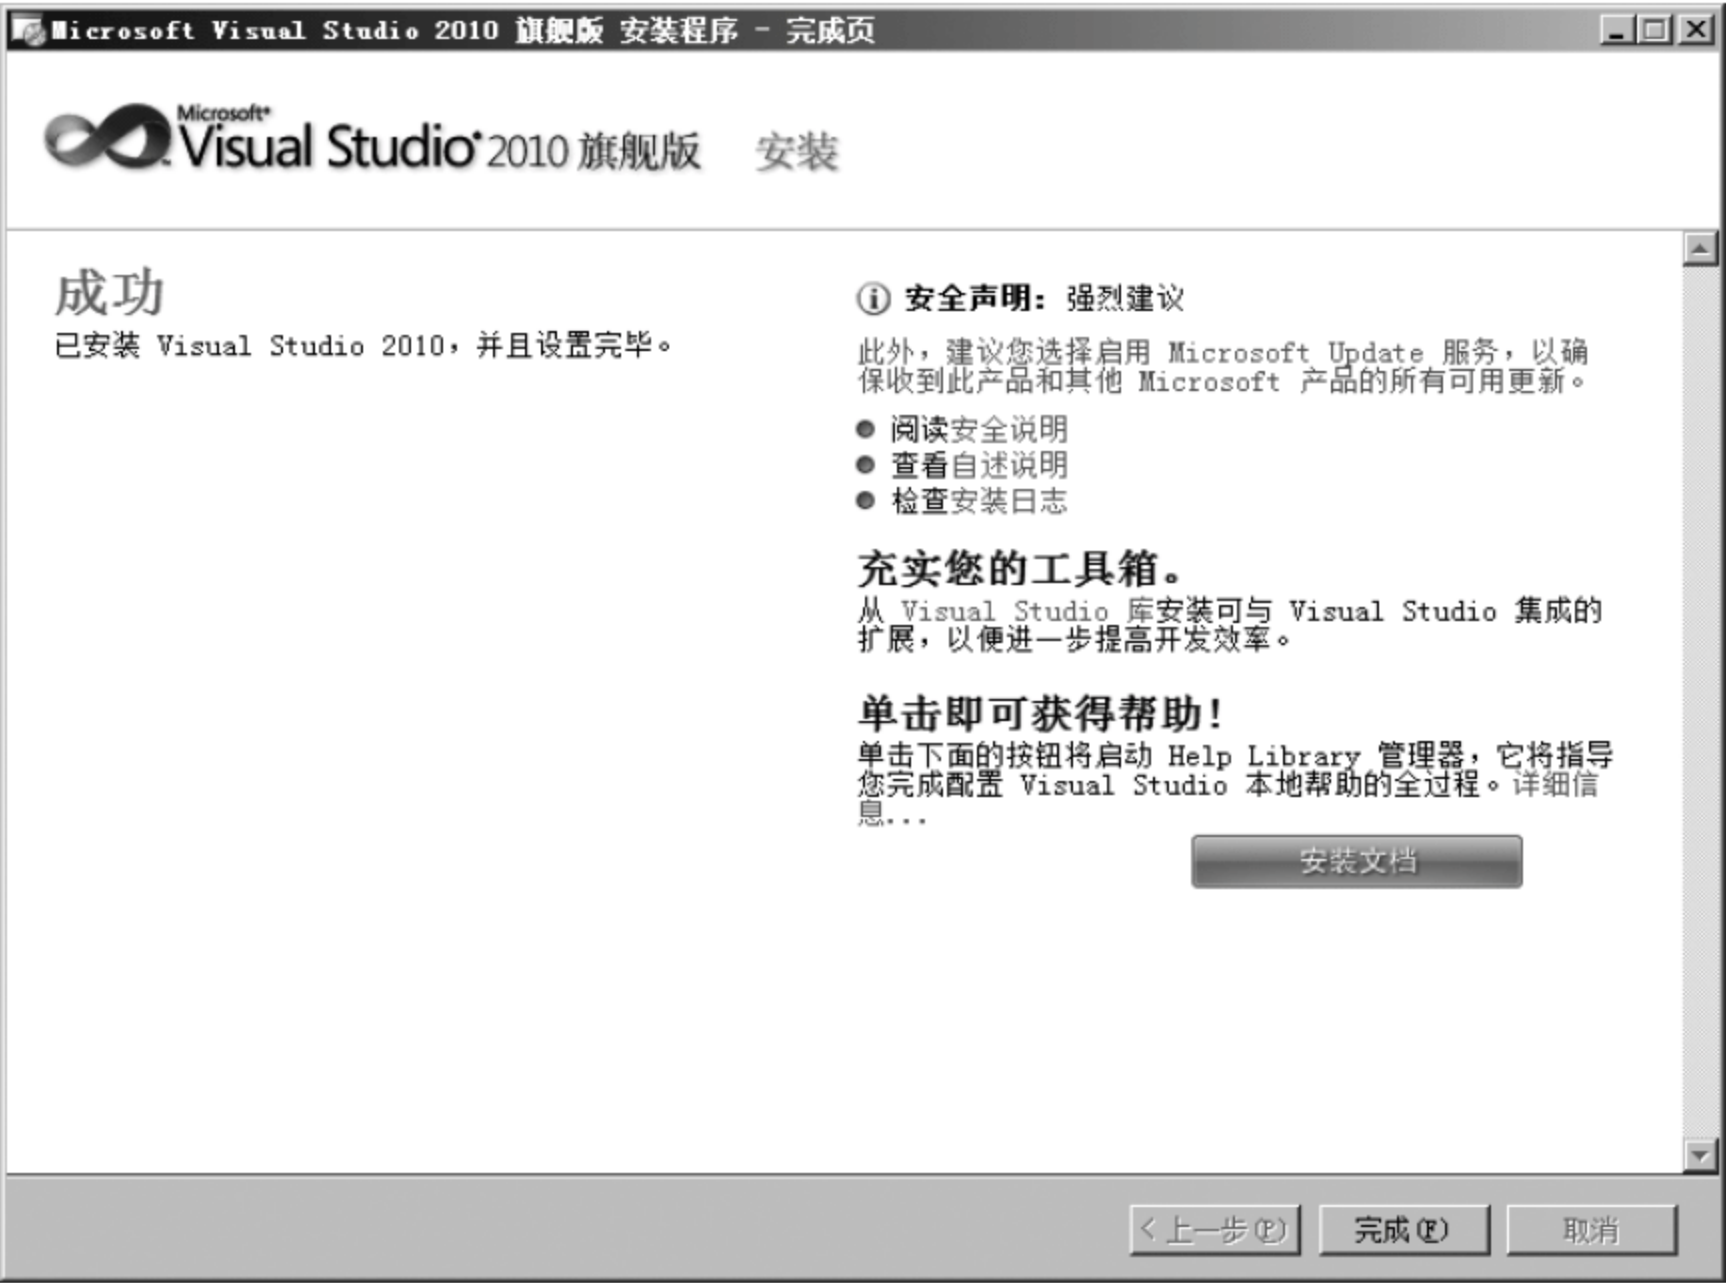 Microsoft Visual Studio 2010 旗舰版 安装程序 - 完成页
Microsoft®
Visual Studio® 2010 旗舰版 安装
成功
已安装 Visual Studio 2010，并且设置完毕。
安全声明：强烈建议
此外，建议您选择启用 Microsoft Update 服务，以确
保收到此产品和其他 Microsoft 产品的所有可用更新。
阅读安全说明
查看自述说明
检查安装日志
充实您的工具箱。
从 Visual Studio 库安装可与 Visual Studio 集成的
扩展，以便进一步提高开发效率。
单击即可获得帮助！
单击下面的按钮将启动 Help Library 管理器，它将指导
您完成配置 Visual Studio 本地帮助的全过程。详细信
息...
安装文档
< 上一步(P)
完成(F)
取消